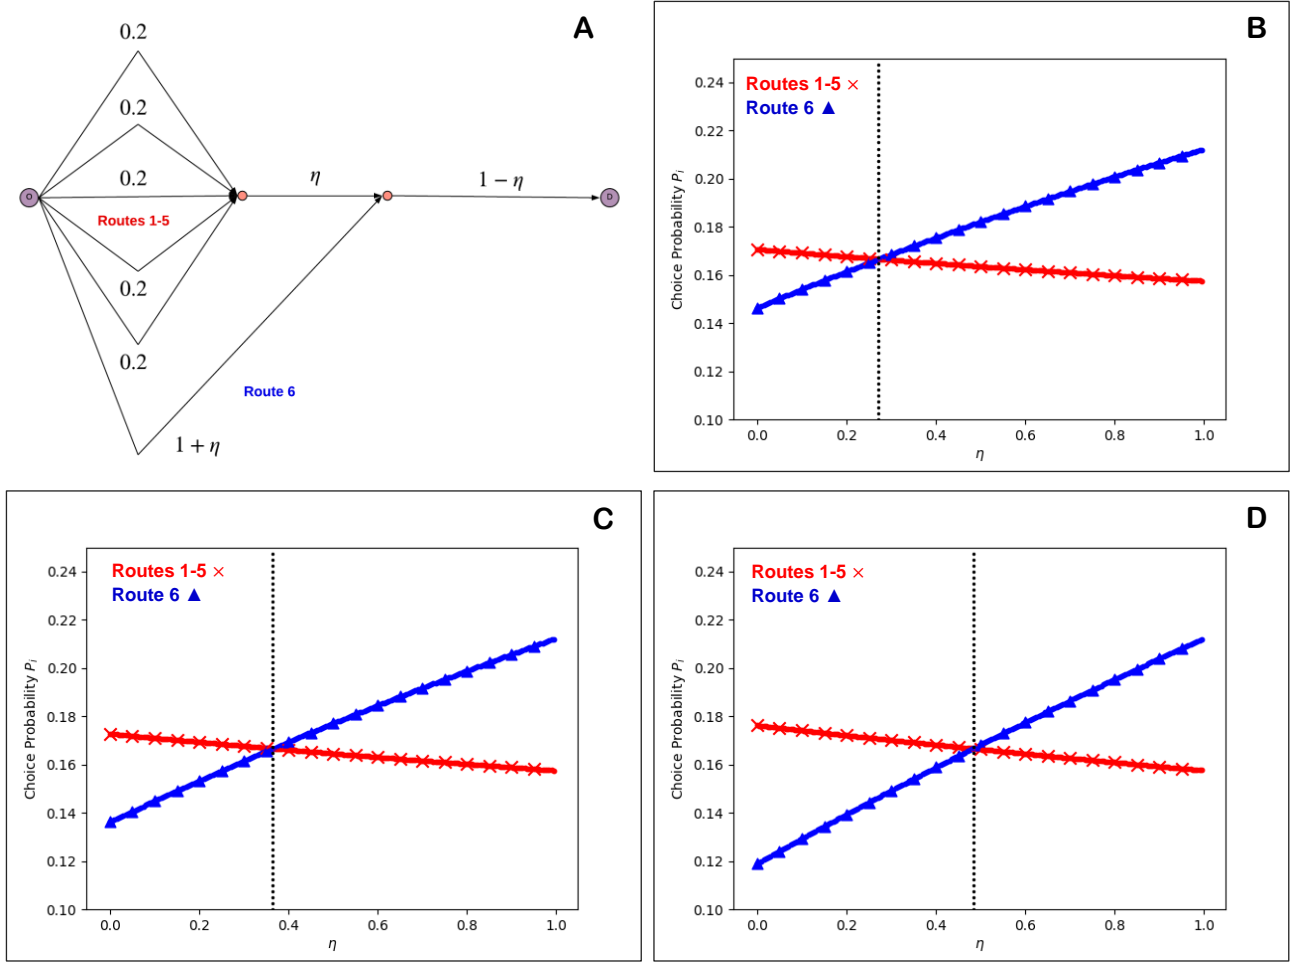 A
0.2
0.2
0.2
η
1 − η
O
D
Routes 1-5
0.2
0.2
Route 6
1 + η
B
Routes 1-5 ×
Route 6 ▲
Choice Probability Pᵢ
0.24
0.22
0.20
0.18
0.16
0.14
0.12
0.10
0.0 0.2 0.4 0.6 0.8 1.0
η
C
Routes 1-5 ×
Route 6 ▲
Choice Probability Pᵢ
0.24
0.22
0.20
0.18
0.16
0.14
0.12
0.10
0.0 0.2 0.4 0.6 0.8 1.0
η
D
Routes 1-5 ×
Route 6 ▲
Choice Probability Pᵢ
0.24
0.22
0.20
0.18
0.16
0.14
0.12
0.10
0.0 0.2 0.4 0.6 0.8 1.0
η